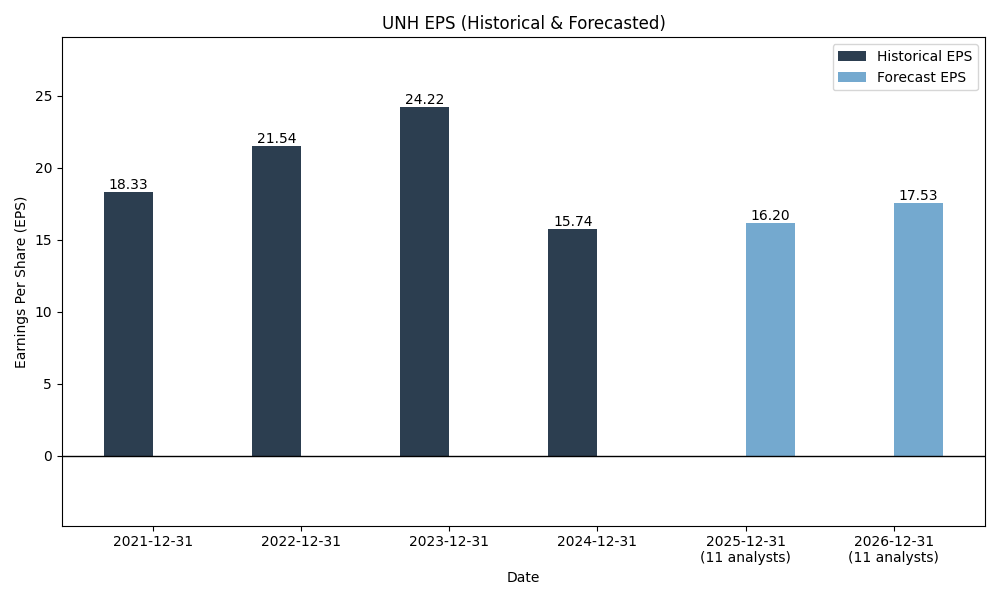 UNH EPS (Historical & Forecasted)
Historical EPS
Forecast EPS
Earnings Per Share (EPS)
25
20
15
10
5
0
18.33
21.54
24.22
15.74
16.20
17.53
2021-12-31
2022-12-31
2023-12-31
2024-12-31
2025-12-31
(11 analysts)
2026-12-31
(11 analysts)
Date